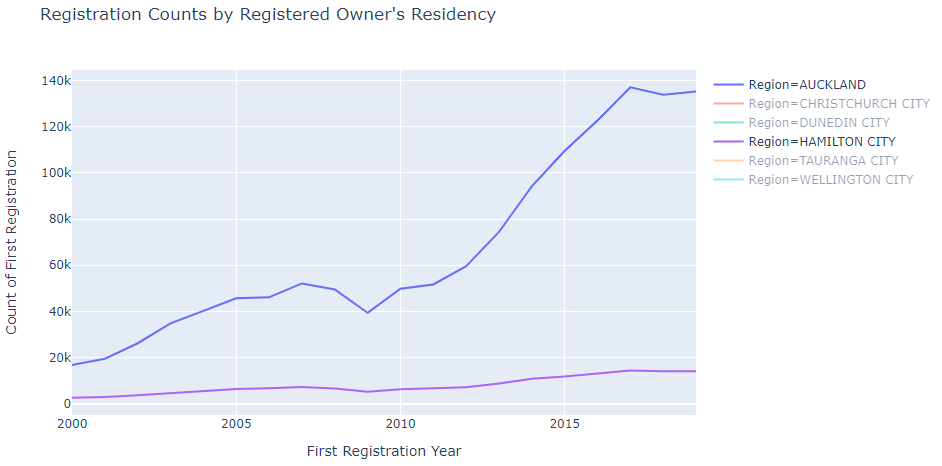 Registration Counts by Registered Owner's Residency
140k
120k
100k
80k
60k
40k
20k
0
Count of First Registration
2000
2005
2010
2015
First Registration Year
Region=AUCKLAND
Region=CHRISTCHURCH CITY
Region=DUNEDIN CITY
Region=HAMILTON CITY
Region=TAURANGA CITY
Region=WELLINGTON CITY